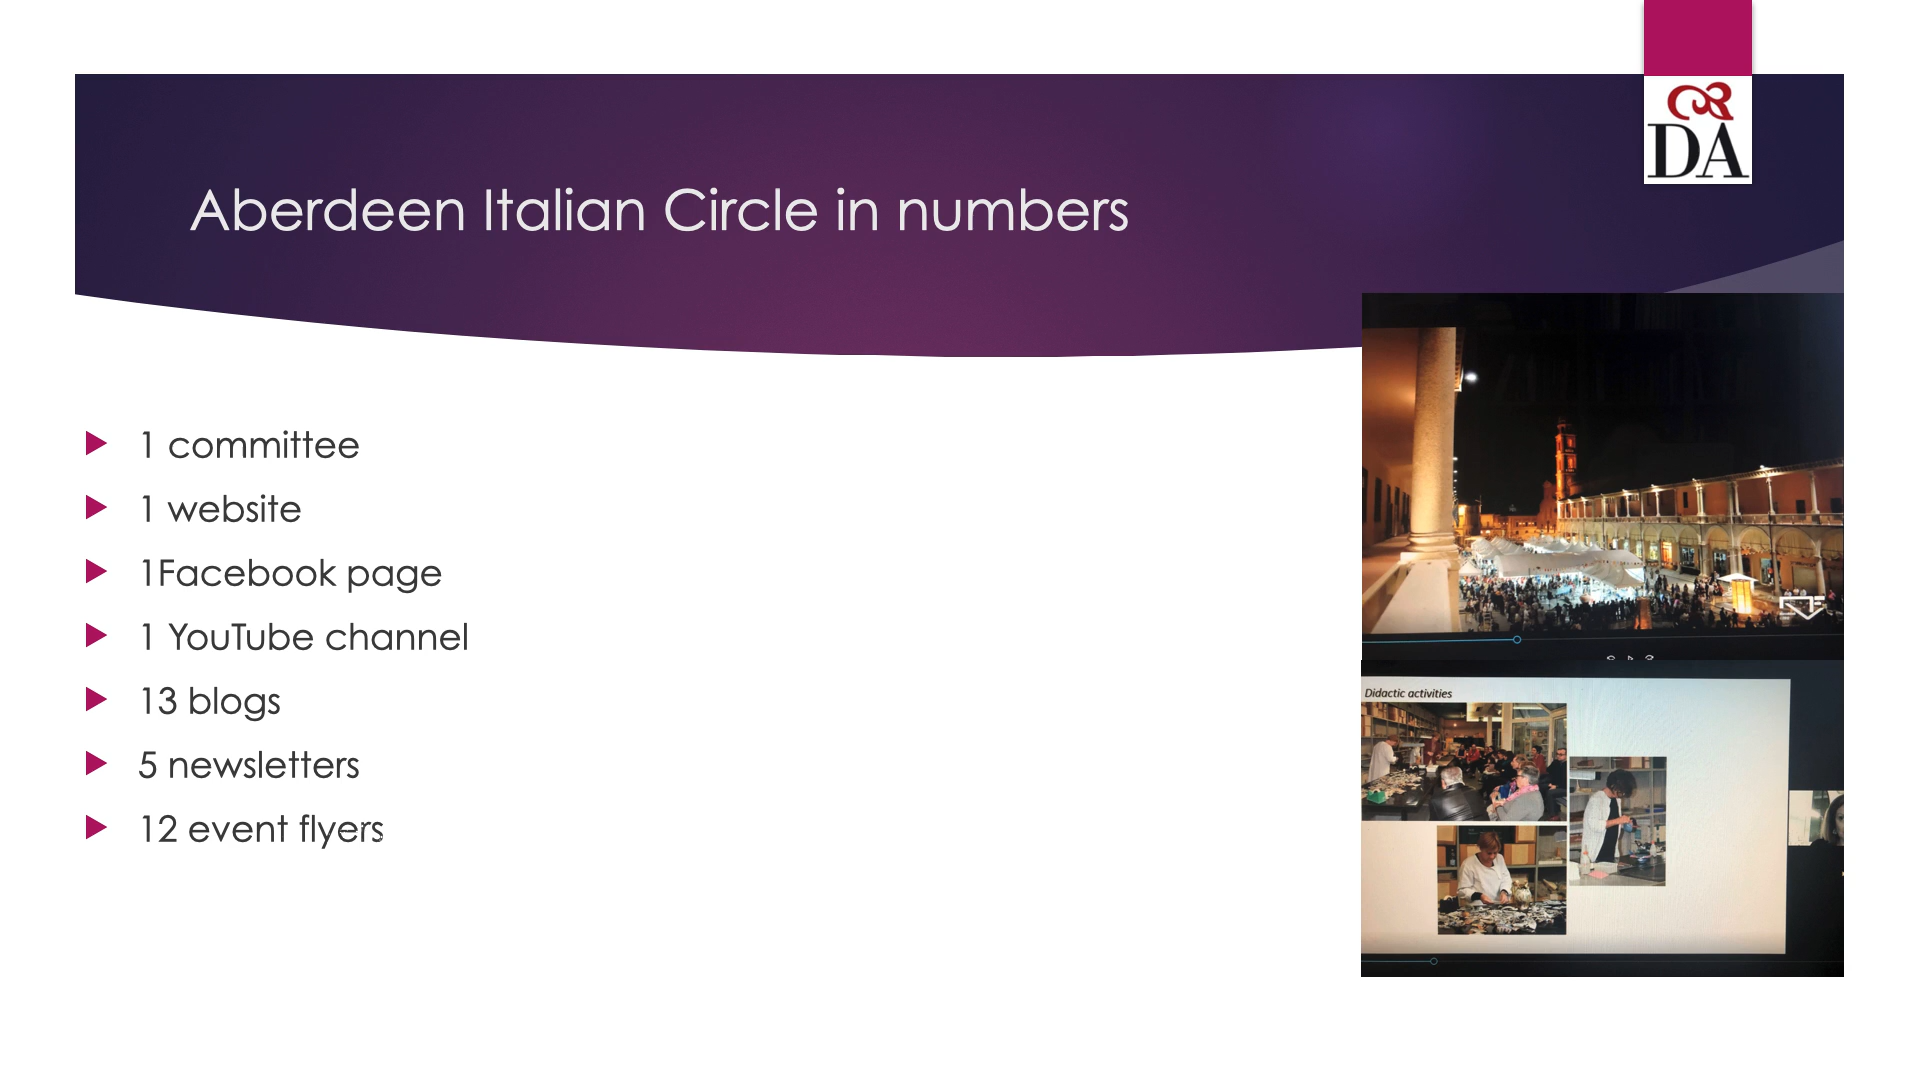 DA
Aberdeen Italian Circle in numbers
1 committee
1 website
1Facebook page
1 YouTube channel
13 blogs
5 newsletters
12 event flyers
Didactic activities